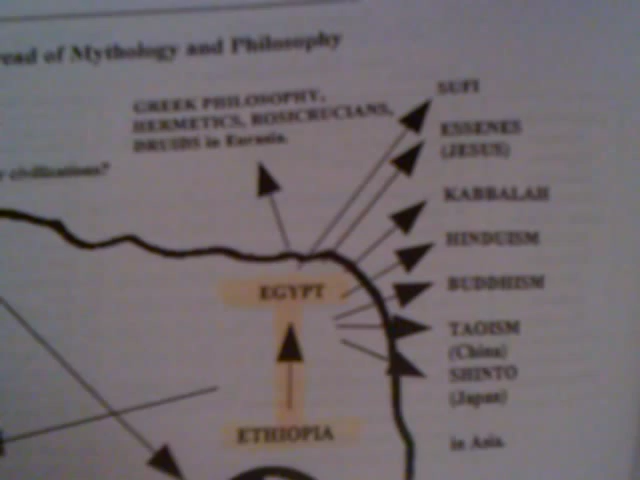 read of Mythology and Philosophy
GREEK PHILOSOPHY,
HERMETICS, ROSICRUCIANS,
DRUIDS in Eurasia.
civilizations?
SUFI
ESSENES
(JESUS)
KABBALAH
HINDUISM
BUDDHISM
TAOISM
(China)
SHINTO
(Japan)
in Asia.
EGYPT
ETHIOPIA